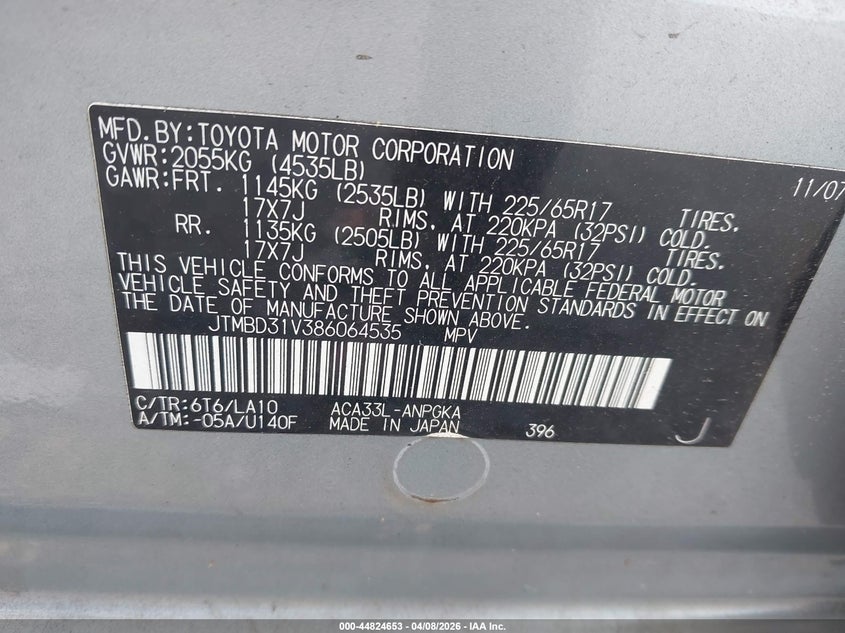 MFD.BY:TOYOTA MOTOR CORPORATION 11/07
GVWR:2055KG (4535LB)
GAWR:FRT. 1145KG (2535LB) WITH 225/65R17 TIRES.
17X7J RIMS, AT 220KPA (32PSI) COLD.
RR. 1135KG (2505LB) WITH 225/65R17 TIRES.
17X7J RIMS, AT 220KPA (32PSI) COLD.
THIS VEHICLE CONFORMS TO ALL APPLICABLE FEDERAL MOTOR
VEHICLE SAFETY AND THEFT PREVENTION STANDARDS IN EFFECT ON
THE DATE OF MANUFACTURE SHOWN ABOVE.
JTMBD31V386064535 MPV
C/TR:6T6/LA10 ACA33L-ANPGKA
A/TM:-05A/U140F MADE IN JAPAN 396 J
000-44824653 - 04/08/2026 - IAA Inc.